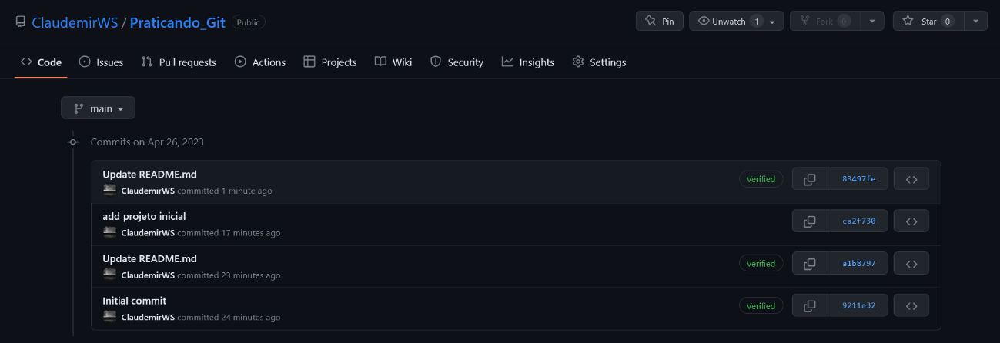 ClaudemirWS / Praticando_Git Public Pin Unwatch 1 Fork 0 Star 0
Code Issues Pull requests Actions Projects Wiki Security Insights Settings
main
Commits on Apr 26, 2023
Update README.md
ClaudemirWS committed 1 minute ago
Verified 83497fe
add projeto inicial
ClaudemirWS committed 17 minutes ago
ca2f730
Update README.md
ClaudemirWS committed 23 minutes ago
Verified a1b8797
Initial commit
ClaudemirWS committed 24 minutes ago
Verified 9211e32